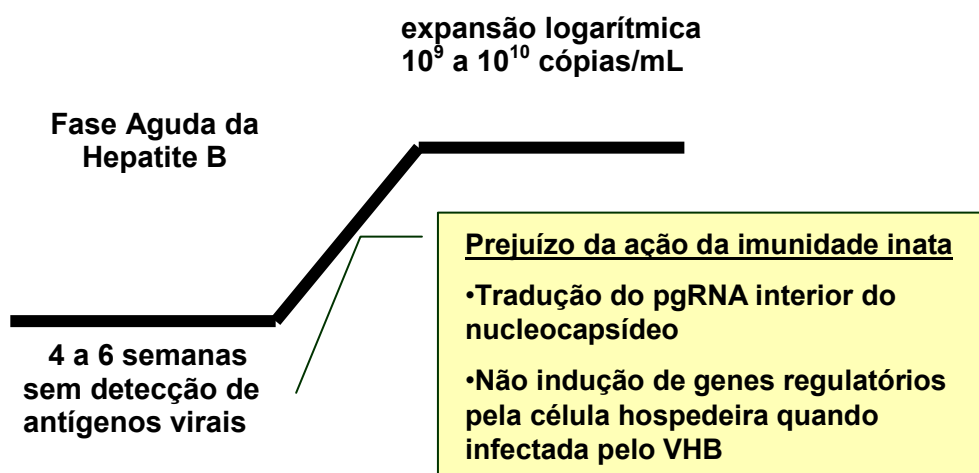 expansão logarítmica
10⁹ a 10¹⁰ cópias/mL
Fase Aguda da
Hepatite B
Prejuízo da ação da imunidade inata
•Tradução do pgRNA interior do
nucleocapsídeo
•Não indução de genes regulatórios
pela célula hospedeira quando
infectada pelo VHB
4 a 6 semanas
sem detecção de
antígenos virais